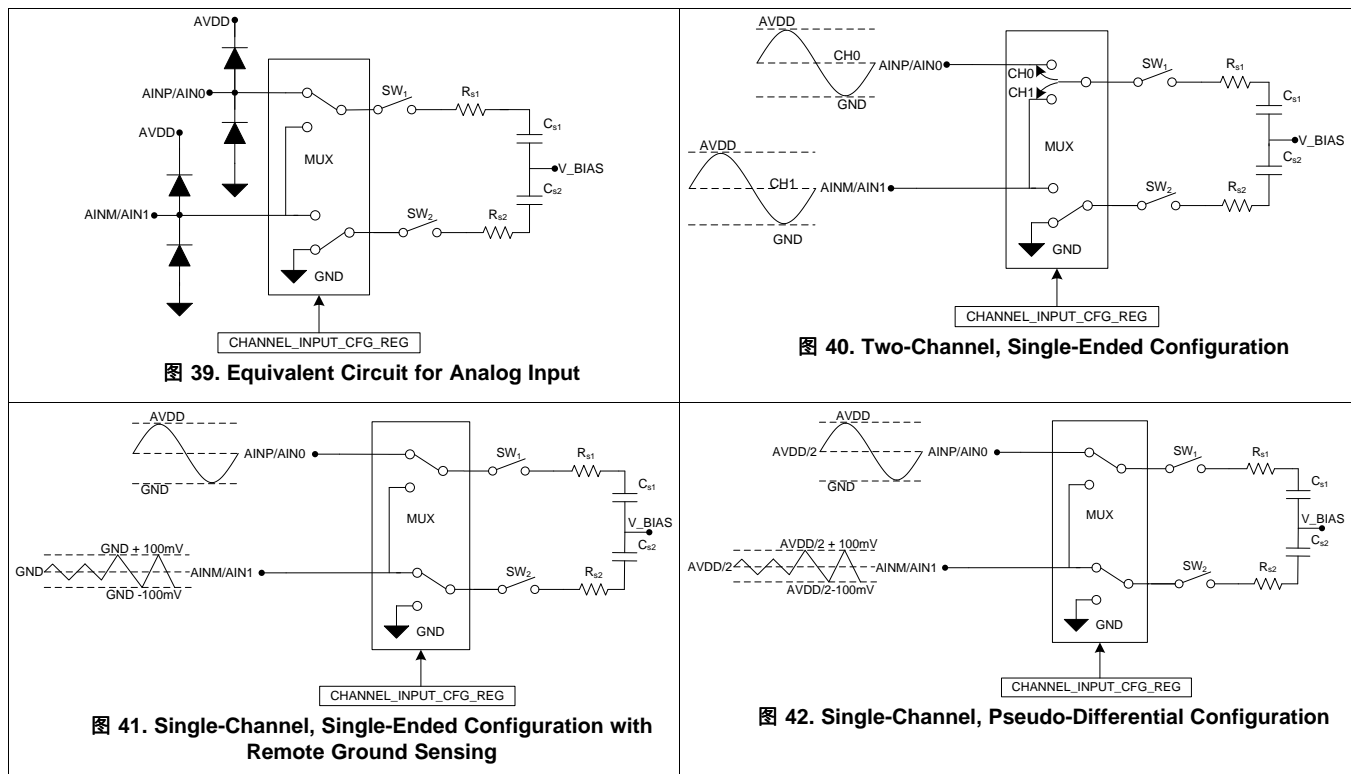 AVDD
AINP/AIN0
AVDD
AINM/AIN1
MUX
SW1
Rs1
Cs1
V_BIAS
Cs2
SW2
Rs2
GND
CHANNEL_INPUT_CFG_REG
图 39. Equivalent Circuit for Analog Input
AVDD
CH0
GND
AINP/AIN0
AVDD
CH1
GND
AINM/AIN1
CH0
CH1
MUX
SW1
Rs1
Cs1
V_BIAS
Cs2
SW2
Rs2
GND
CHANNEL_INPUT_CFG_REG
图 40. Two-Channel, Single-Ended Configuration
AVDD
GND
AINP/AIN0
GND + 100mV
GND
GND -100mV
AINM/AIN1
MUX
SW1
Rs1
Cs1
V_BIAS
Cs2
SW2
Rs2
GND
CHANNEL_INPUT_CFG_REG
图 41. Single-Channel, Single-Ended Configuration with
Remote Ground Sensing
AVDD
AVDD/2
GND
AINP/AIN0
AVDD/2 + 100mV
AVDD/2
AVDD/2-100mV
AINM/AIN1
MUX
SW1
Rs1
Cs1
V_BIAS
Cs2
SW2
Rs2
GND
CHANNEL_INPUT_CFG_REG
图 42. Single-Channel, Pseudo-Differential Configuration